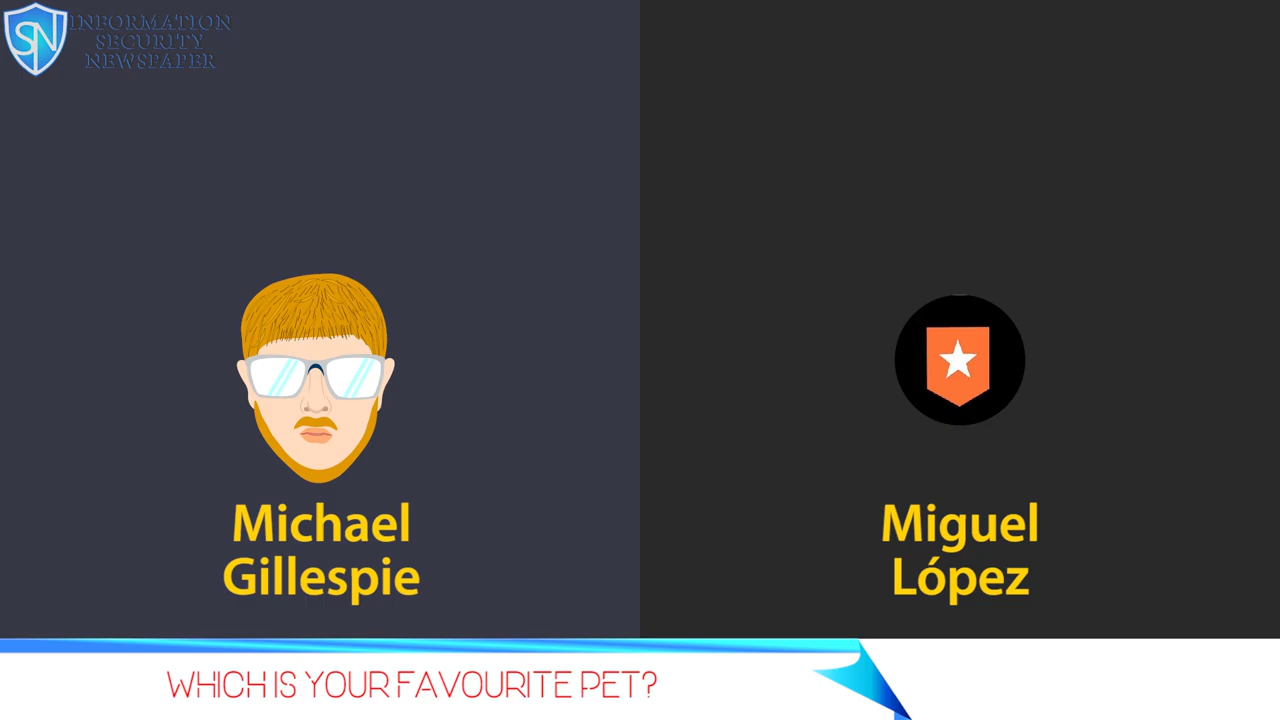 INFORMATION
SECURITY
NEWSPAPER
Michael
Gillespie
Miguel
López
WHICH IS YOUR FAVOURITE PET?